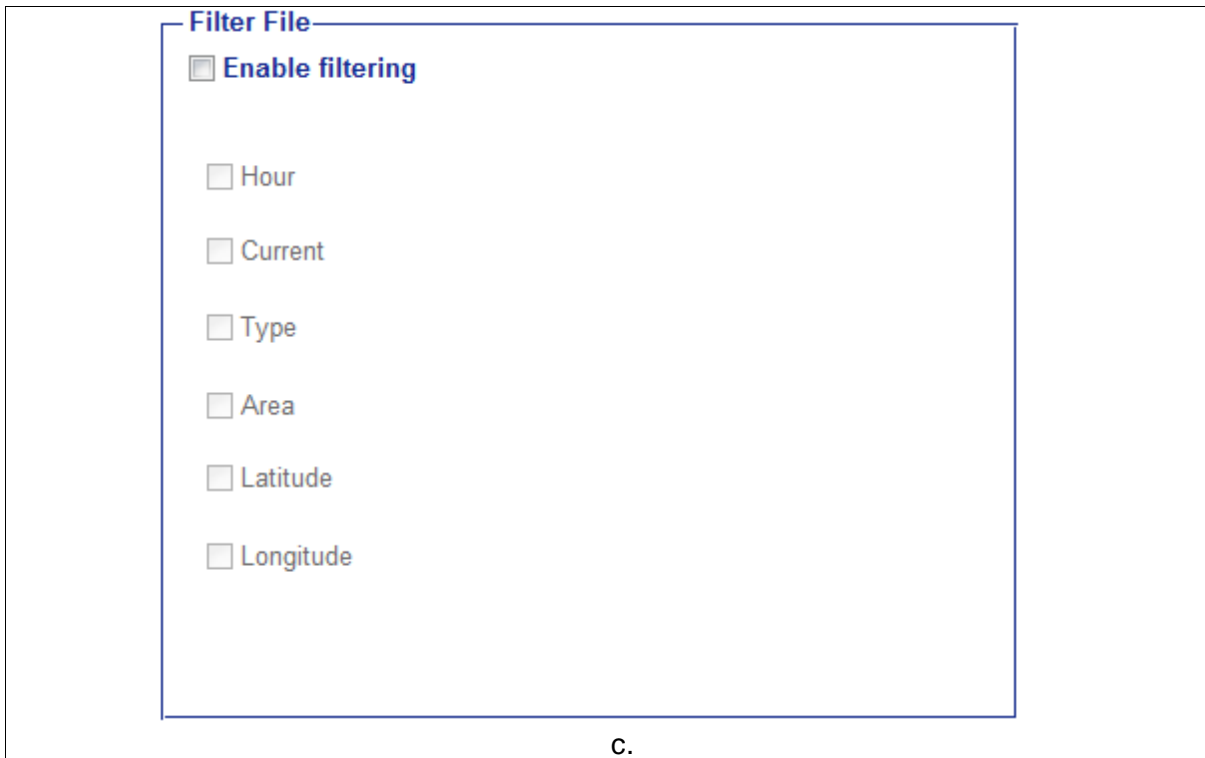 Filter File
Enable filtering
Hour
Current
Type
Area
Latitude
Longitude
c.